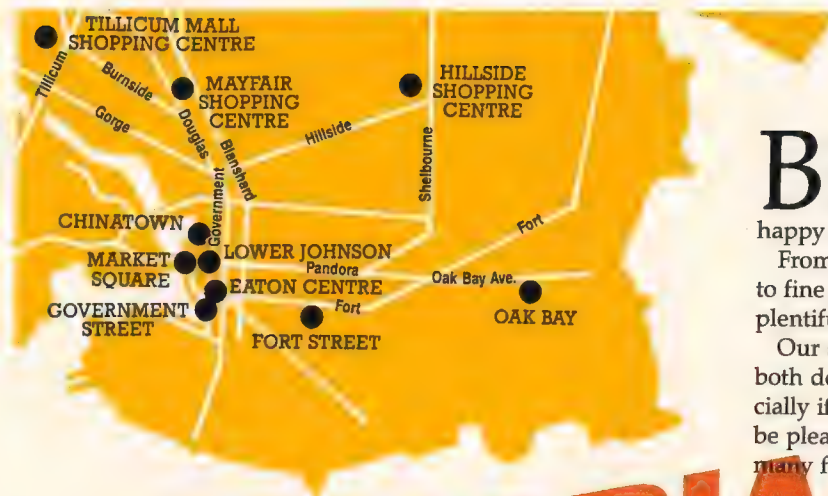 TILLICUM MALL
SHOPPING CENTRE
Tillicum
Burnside
Gorge
MAYFAIR
SHOPPING
CENTRE
Douglas
Blanshard
Hillside
HILLSIDE
SHOPPING
CENTRE
Shelbourne
Government
CHINATOWN
MARKET
SQUARE
LOWER JOHNSON
Pandora
EATON CENTRE
GOVERNMENT
STREET
Fort
FORT STREET
Fort
Oak Bay Ave.
OAK BAY
B
happy
From
to fine
plentifu
Our
both de
cially if
be plea
many f
RIA